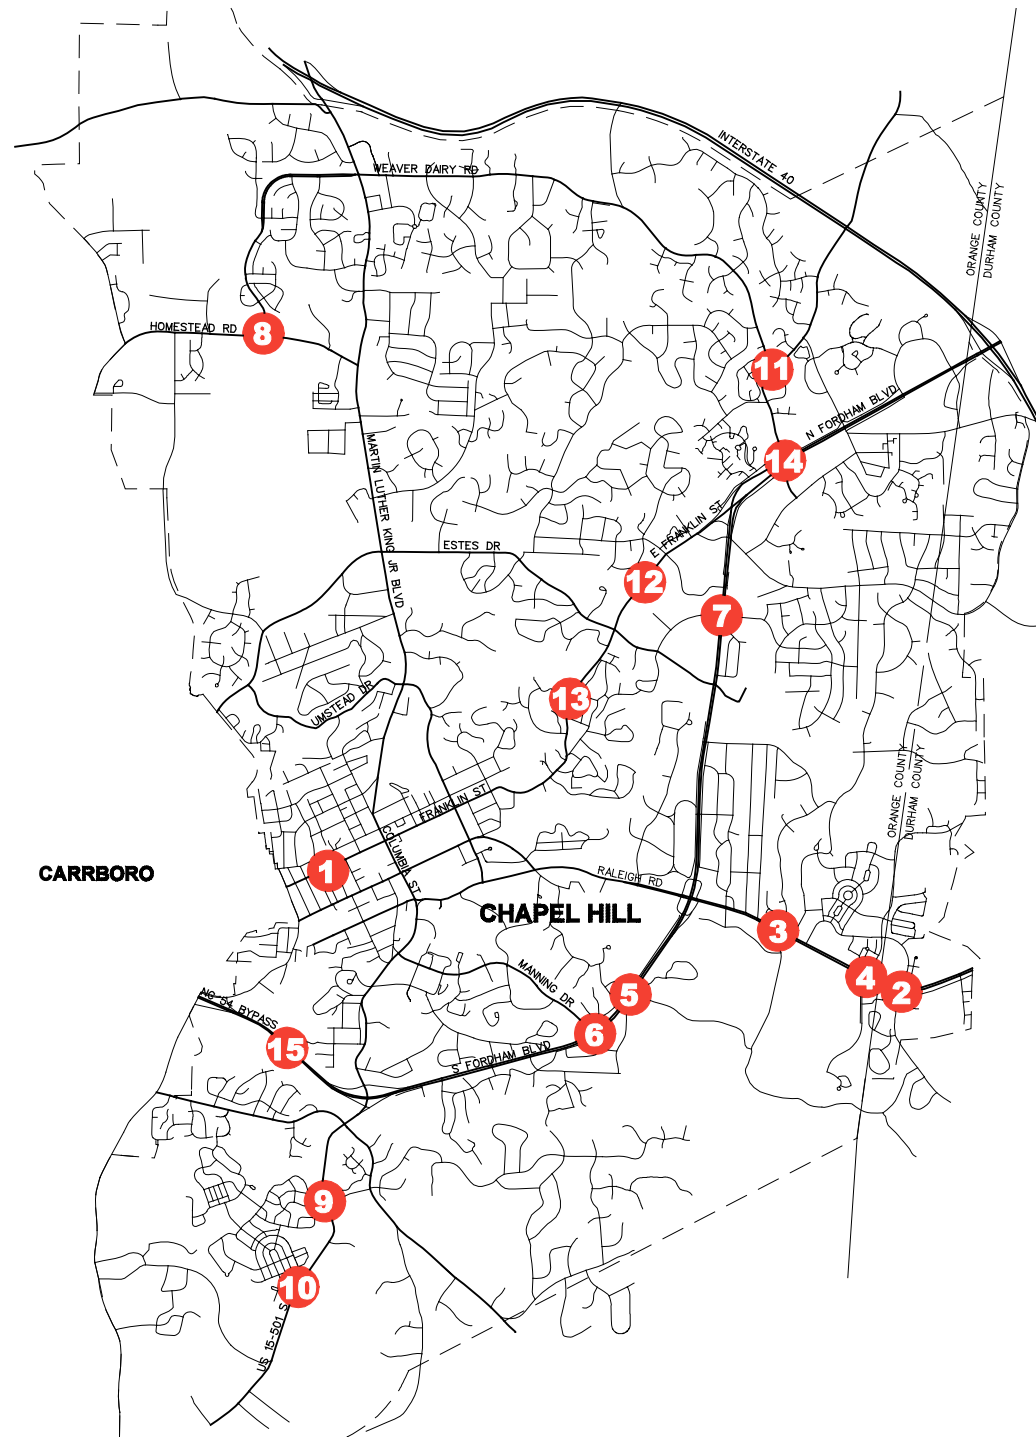 INTERSTATE 40
WEAVER DAIRY RD
ORANGE COUNTY
DURHAM COUNTY
HOMESTEAD RD
8
11
N FORDHAM BLVD
14
MARTIN LUTHER KING JR BLVD
E FRANKLIN ST
ESTES DR
12
7
UMSTEAD DR
13
ORANGE COUNTY
DURHAM COUNTY
FRANKLIN ST
COLUMBIA ST
1
CARRBORO
RALEIGH RD
CHAPEL HILL
3
4
2
MANNING DR
5
NC 54 BYPASS
6
15
S FORDHAM BLVD
9
10
US 15-501 S